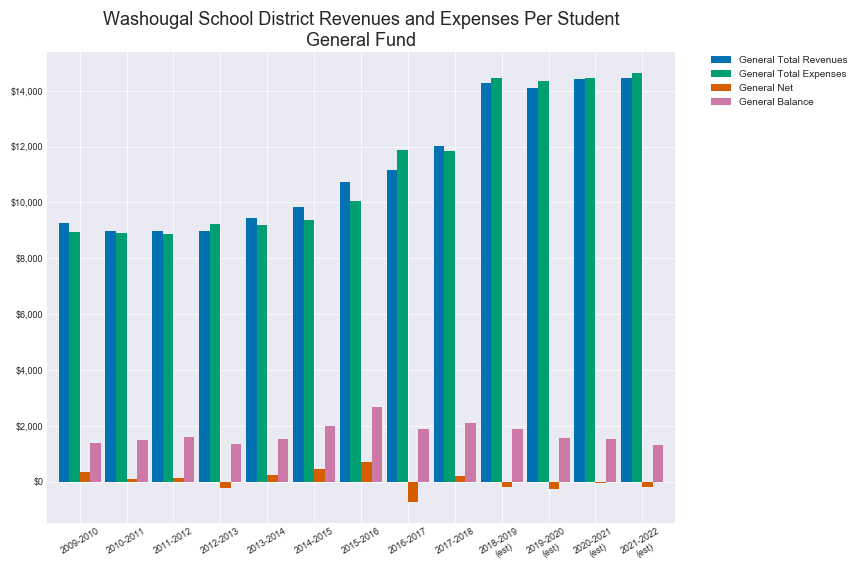 Washougal School District Revenues and Expenses Per Student
General Fund
General Total Revenues
General Total Expenses
General Net
General Balance
$14,000
$12,000
$10,000
$8,000
$6,000
$4,000
$2,000
$0
2009-2010
2010-2011
2011-2012
2012-2013
2013-2014
2014-2015
2015-2016
2016-2017
2017-2018
2018-2019
(est)
2019-2020
(est)
2020-2021
(est)
2021-2022
(est)